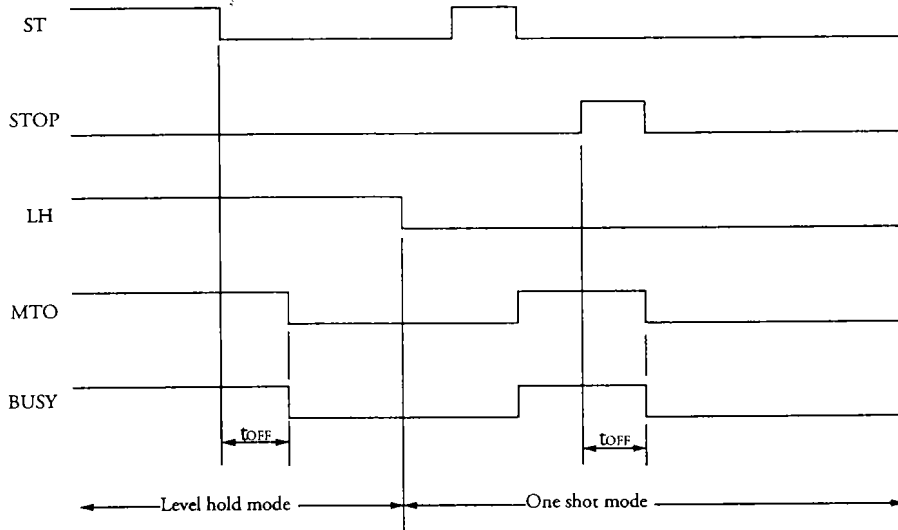 ST
STOP
LH
MTO
BUSY
tOFF
tOFF
Level hold mode
One shot mode